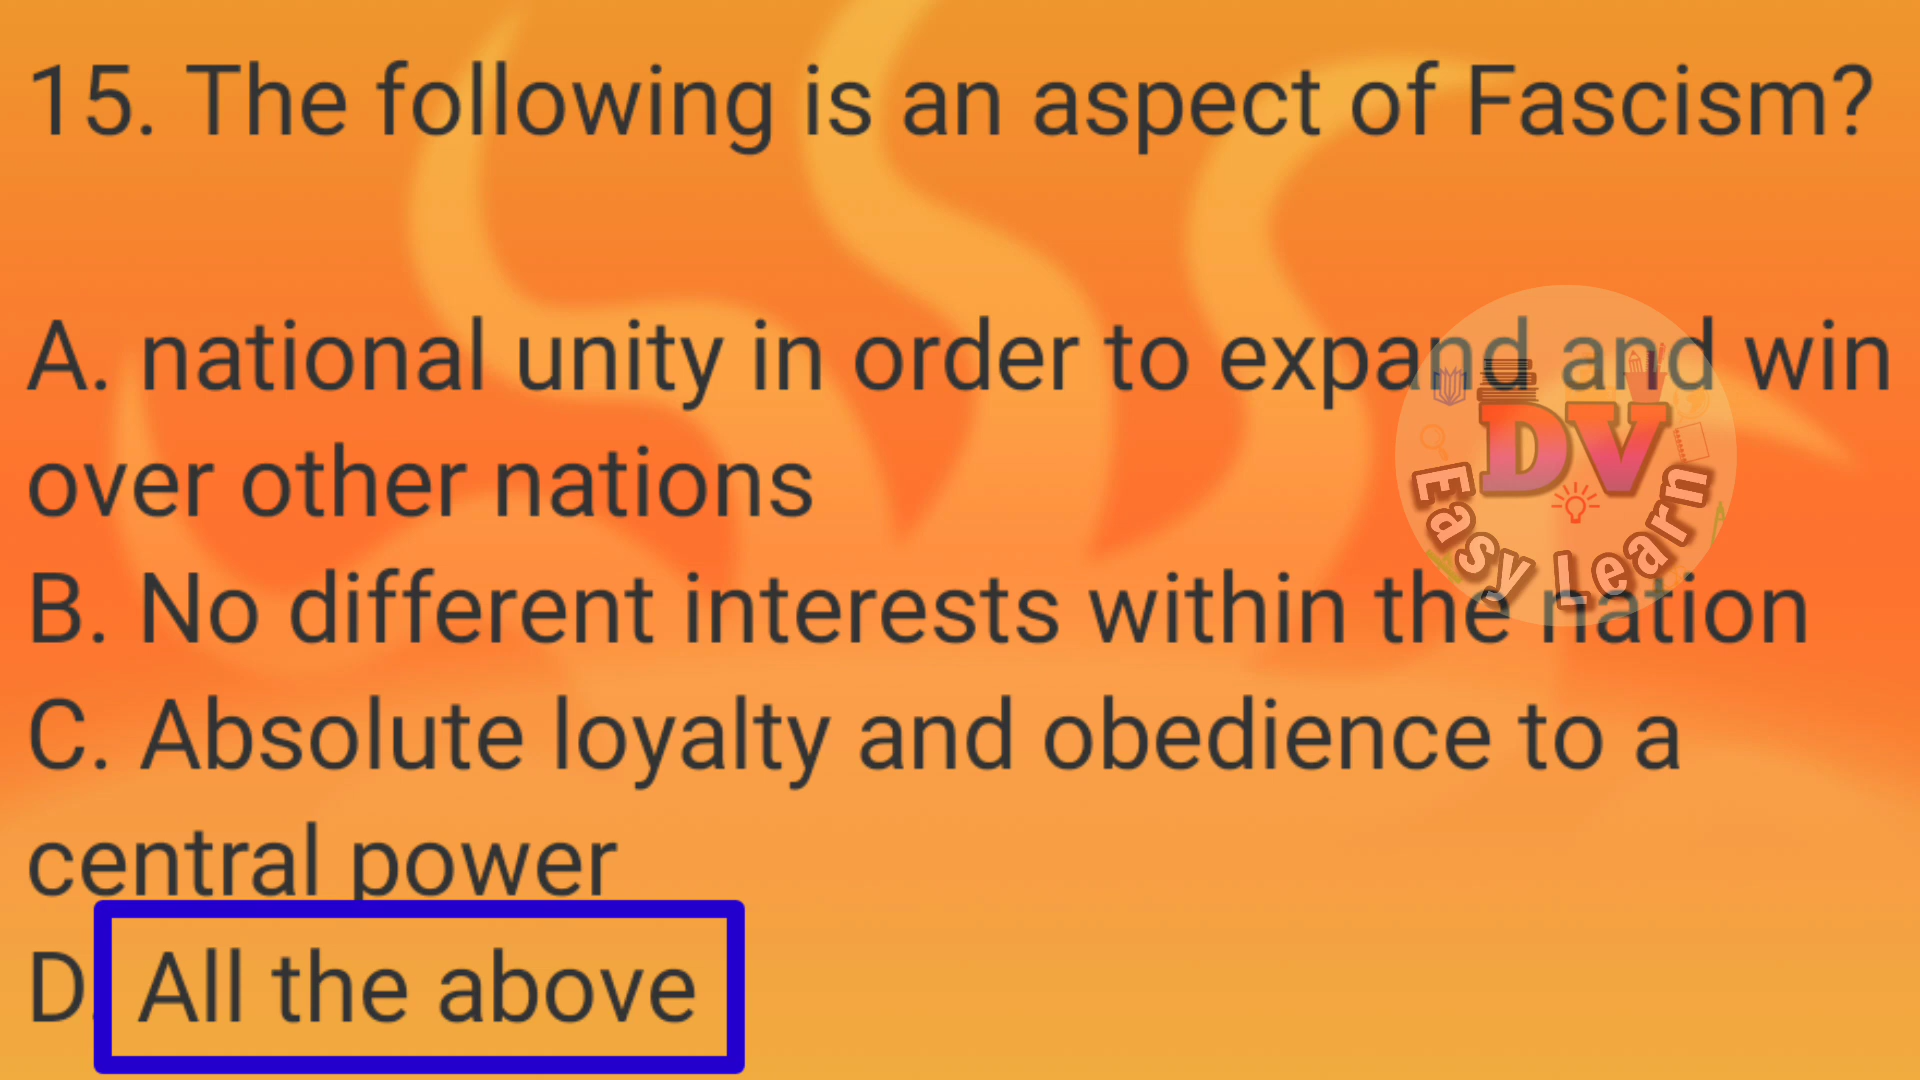 15. The following is an aspect of Fascism?
A. national unity in order to expand and win
over other nations
DV
Easy Learn
B. No different interests within the nation
C. Absolute loyalty and obedience to a
central power
D. All the above